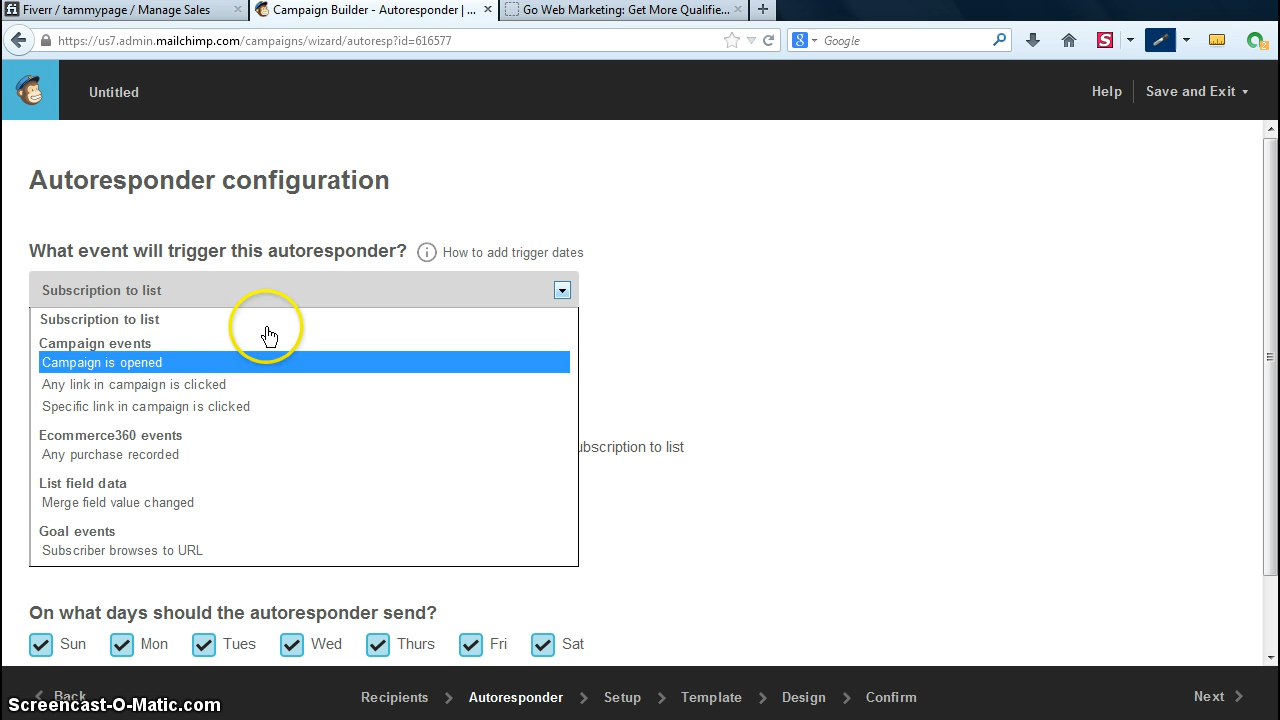 Fiverr / tammypage / Manage Sales
Campaign Builder - Autoresponder | ...
Go Web Marketing: Get More Qualifie...
https://us7.admin.mailchimp.com/campaigns/wizard/autoresp?id=616577
Google
Untitled
Help
Save and Exit
Autoresponder configuration
What event will trigger this autoresponder?
How to add trigger dates
Subscription to list
Subscription to list
Campaign events
Campaign is opened
Any link in campaign is clicked
Specific link in campaign is clicked
Ecommerce360 events
ubscription to list
Any purchase recorded
List field data
Merge field value changed
Goal events
Subscriber browses to URL
On what days should the autoresponder send?
Sun Mon Tues Wed Thurs Fri Sat
Back
Recipients Autoresponder Setup Template Design Confirm
Next
Screencast-O-Matic.com